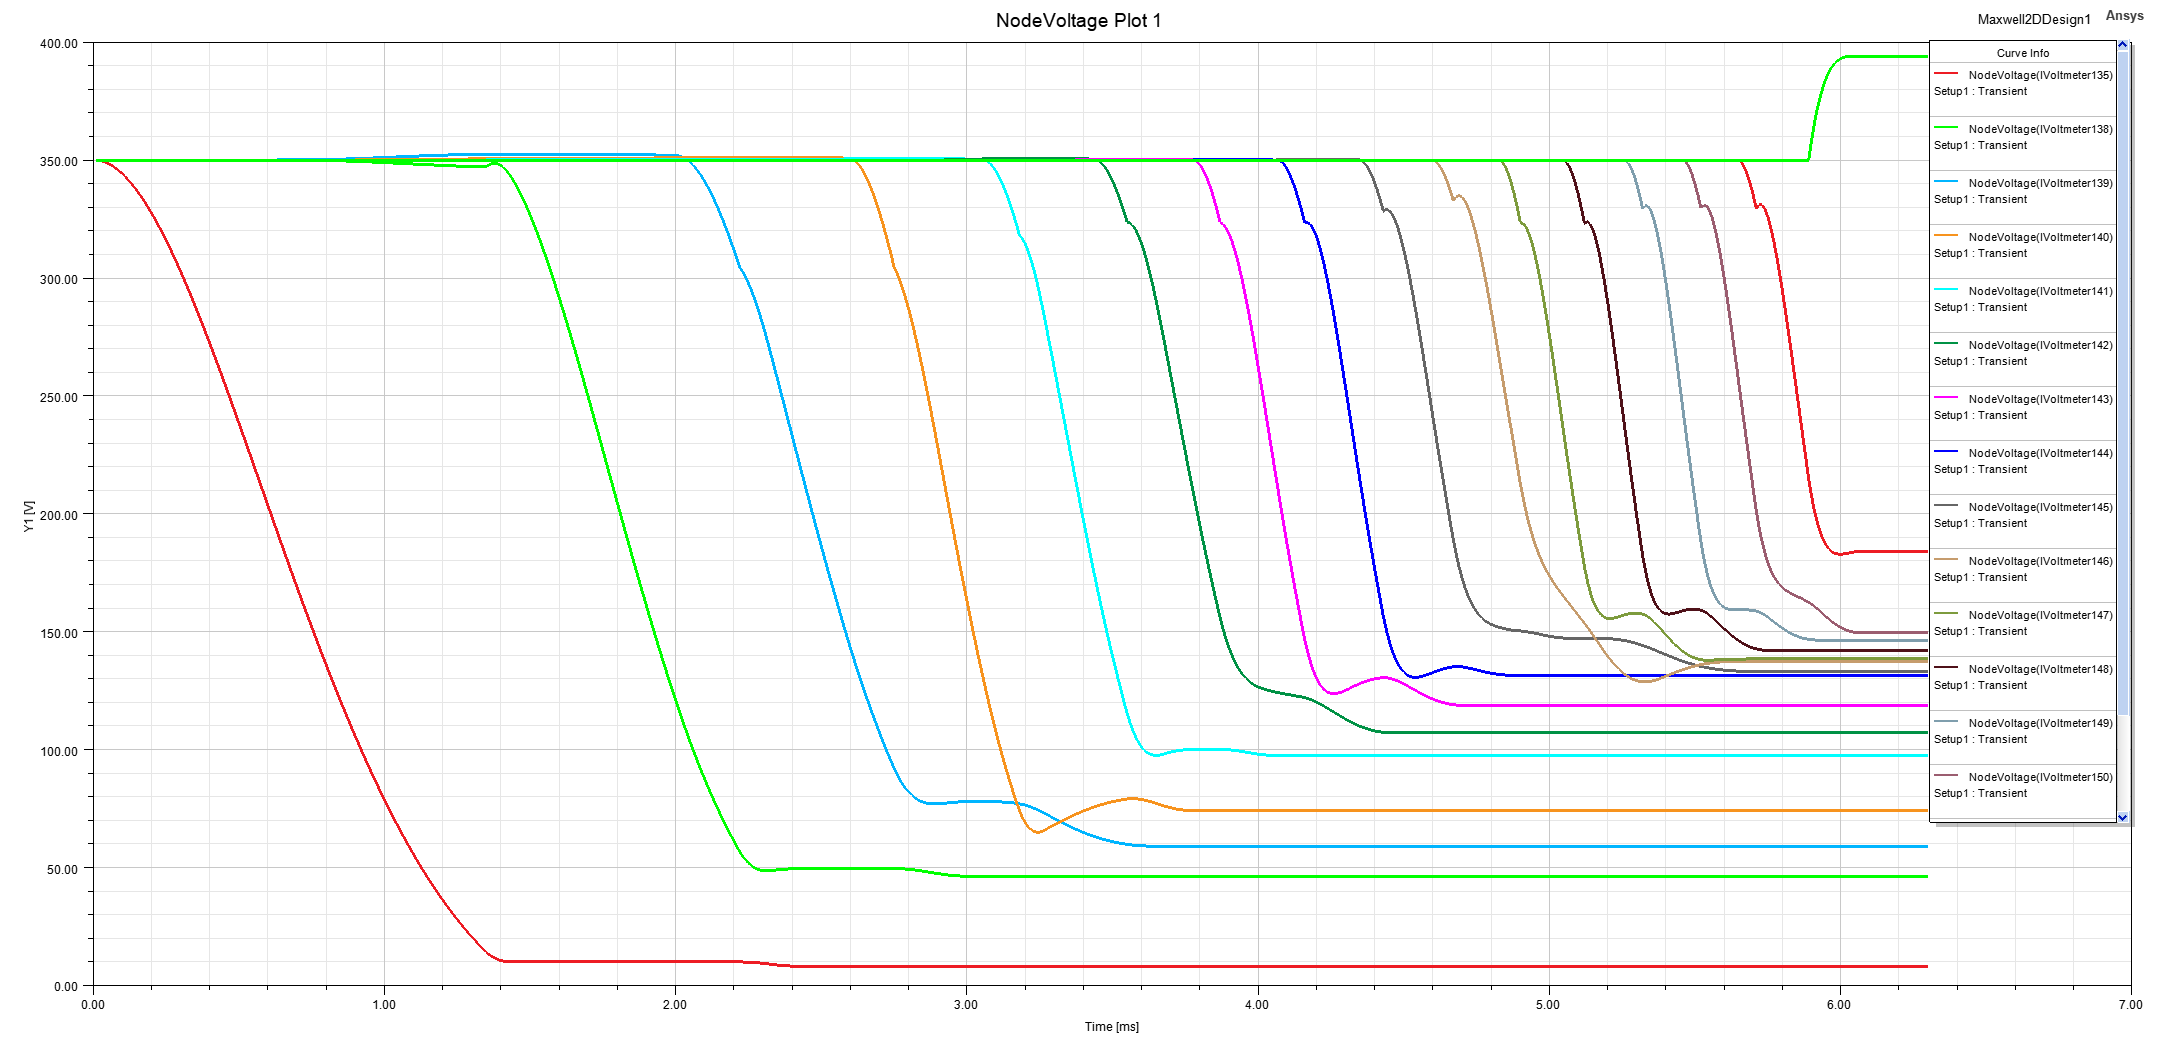 NodeVoltage Plot 1
Maxwell2DDesign1
Ansys
400.00
350.00
300.00
250.00
200.00
150.00
100.00
50.00
0.00
Y1 [V]
0.00
1.00
2.00
3.00
4.00
5.00
6.00
7.00
Time [ms]
Curve Info
NodeVoltage(IVoltmeter135)
Setup1 : Transient
NodeVoltage(IVoltmeter138)
Setup1 : Transient
NodeVoltage(IVoltmeter139)
Setup1 : Transient
NodeVoltage(IVoltmeter140)
Setup1 : Transient
NodeVoltage(IVoltmeter141)
Setup1 : Transient
NodeVoltage(IVoltmeter142)
Setup1 : Transient
NodeVoltage(IVoltmeter143)
Setup1 : Transient
NodeVoltage(IVoltmeter144)
Setup1 : Transient
NodeVoltage(IVoltmeter145)
Setup1 : Transient
NodeVoltage(IVoltmeter146)
Setup1 : Transient
NodeVoltage(IVoltmeter147)
Setup1 : Transient
NodeVoltage(IVoltmeter148)
Setup1 : Transient
NodeVoltage(IVoltmeter149)
Setup1 : Transient
NodeVoltage(IVoltmeter150)
Setup1 : Transient